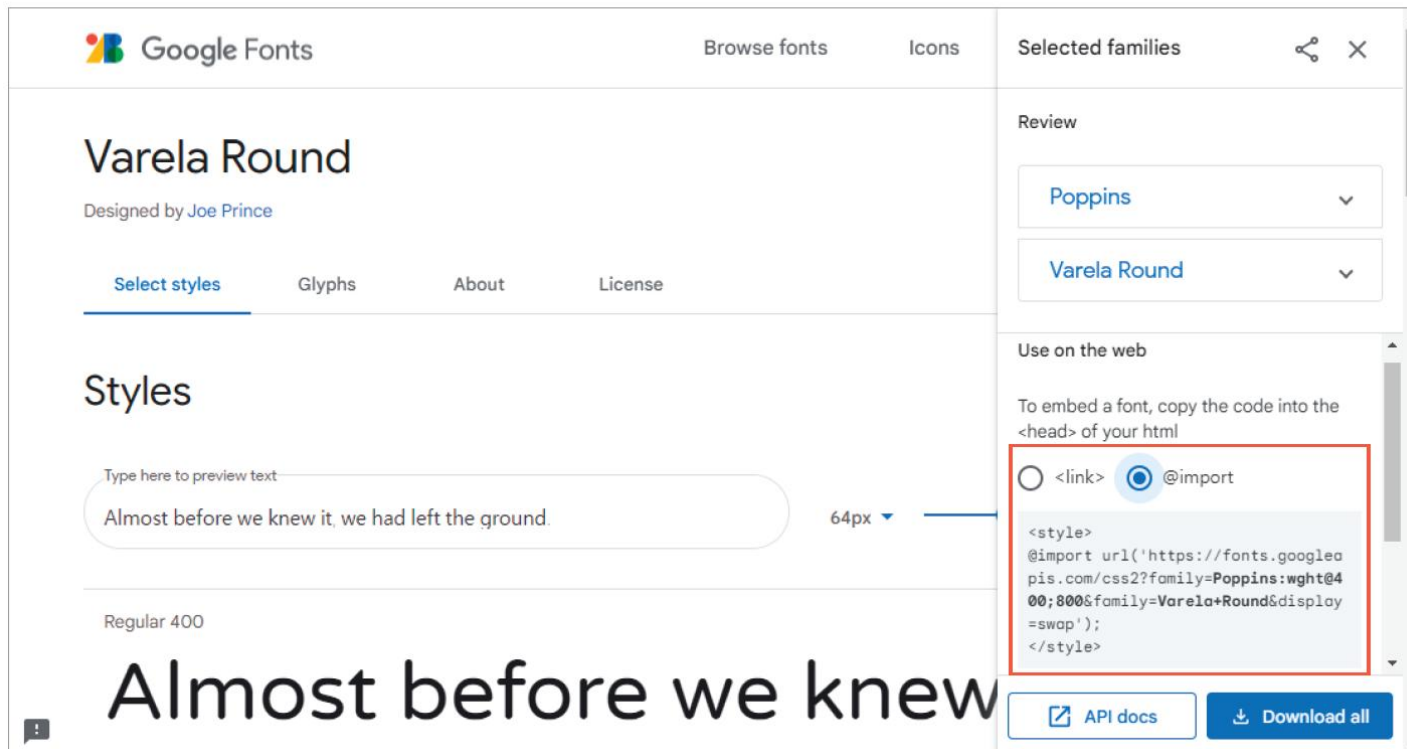 Google Fonts
Browse fonts
Icons
Varela Round
Designed by Joe Prince
Select styles
Glyphs
About
License
Styles
Type here to preview text
Almost before we knew it, we had left the ground.
64px
Regular 400
Almost before we knew
Selected families
Review
Poppins
Varela Round
Use on the web
To embed a font, copy the code into the
<head> of your html
<link>
@import
<style>
@import url('https://fonts.googlea
pis.com/css2?family=Poppins:wght@4
00;800&family=Varela+Round&display
=swap');
</style>
API docs
Download all